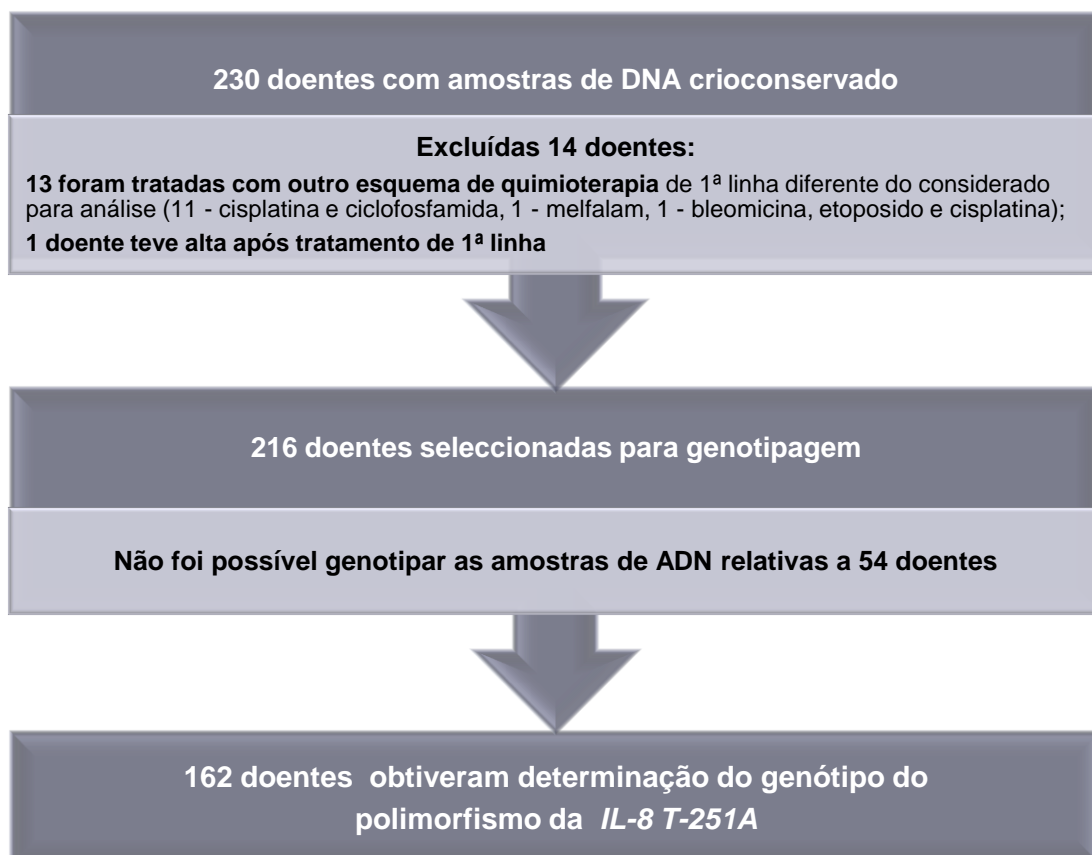 230 doentes com amostras de DNA crioconservado
Excluídas 14 doentes:
13 foram tratadas com outro esquema de quimioterapia de 1ª linha diferente do considerado
para análise (11 - cisplatina e ciclofosfamida, 1 - melfalam, 1 - bleomicina, etoposido e cisplatina);
1 doente teve alta após tratamento de 1ª linha
216 doentes seleccionadas para genotipagem
Não foi possível genotipar as amostras de ADN relativas a 54 doentes
162 doentes obtiveram determinação do genótipo do
polimorfismo da IL-8 T-251A